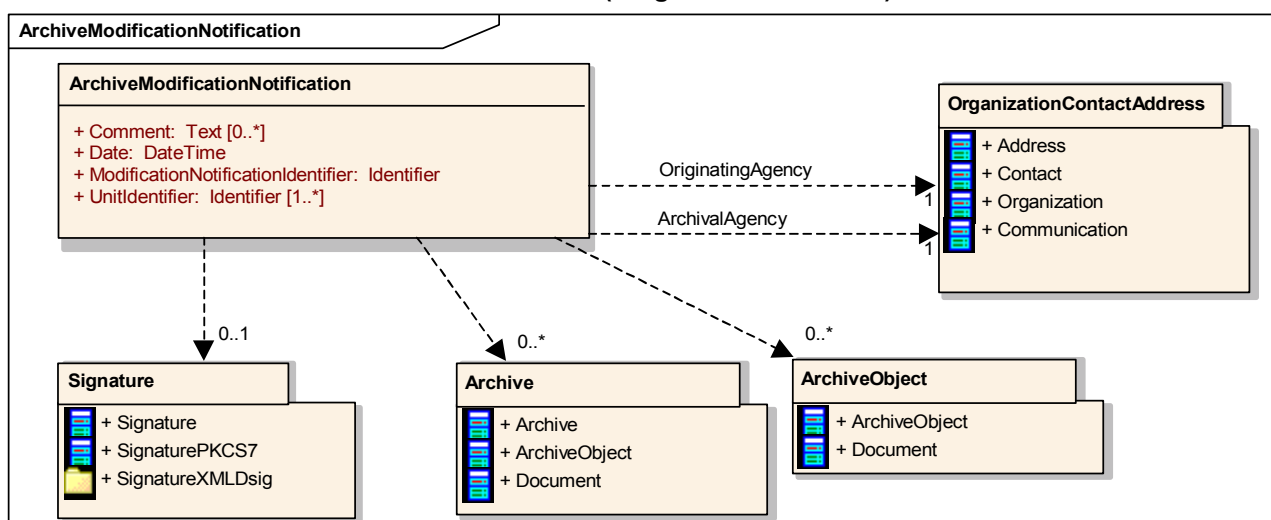 ArchiveModificationNotification
ArchiveModificationNotification
+ Comment: Text [0..*]
+ Date: DateTime
+ ModificationNotificationIdentifier: Identifier
+ UnitIdentifier: Identifier [1..*]
OriginatingAgency
1
ArchivalAgency
1
OrganizationContactAddress
+ Address
+ Contact
+ Organization
+ Communication
0..1
0..*
0..*
Signature
+ Signature
+ SignaturePKCS7
+ SignatureXMLDsig
Archive
+ Archive
+ ArchiveObject
+ Document
ArchiveObject
+ ArchiveObject
+ Document